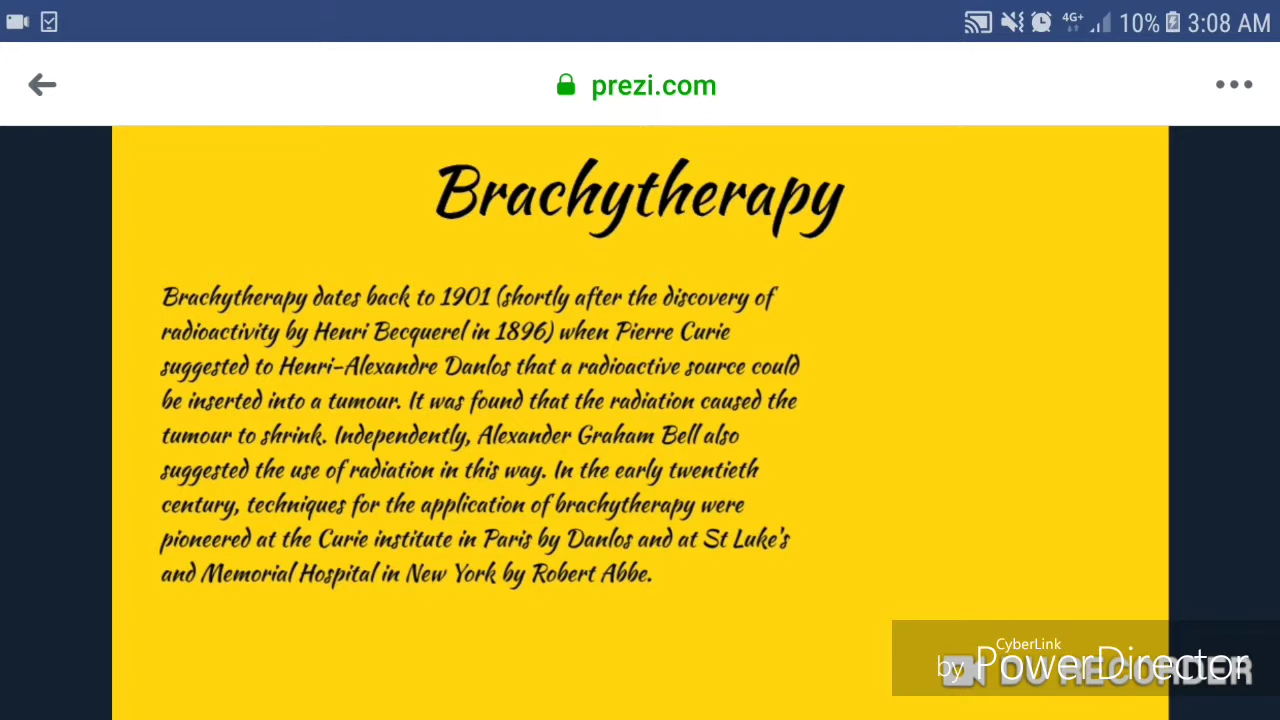 4G+ 10% 3:08 AM
prezi.com
Brachytherapy
Brachytherapy dates back to 1901 (shortly after the discovery of
radioactivity by Henri Becquerel in 1896) when Pierre Curie
suggested to Henri-Alexandre Danlos that a radioactive source could
be inserted into a tumour. It was found that the radiation caused the
tumour to shrink. Independently, Alexander Graham Bell also
suggested the use of radiation in this way. In the early twentieth
century, techniques for the application of brachytherapy were
pioneered at the Curie institute in Paris by Danlos and at St Luke's
and Memorial Hospital in New York by Robert Abbe.
CyberLink
by PowerDirector
DU RECORDER